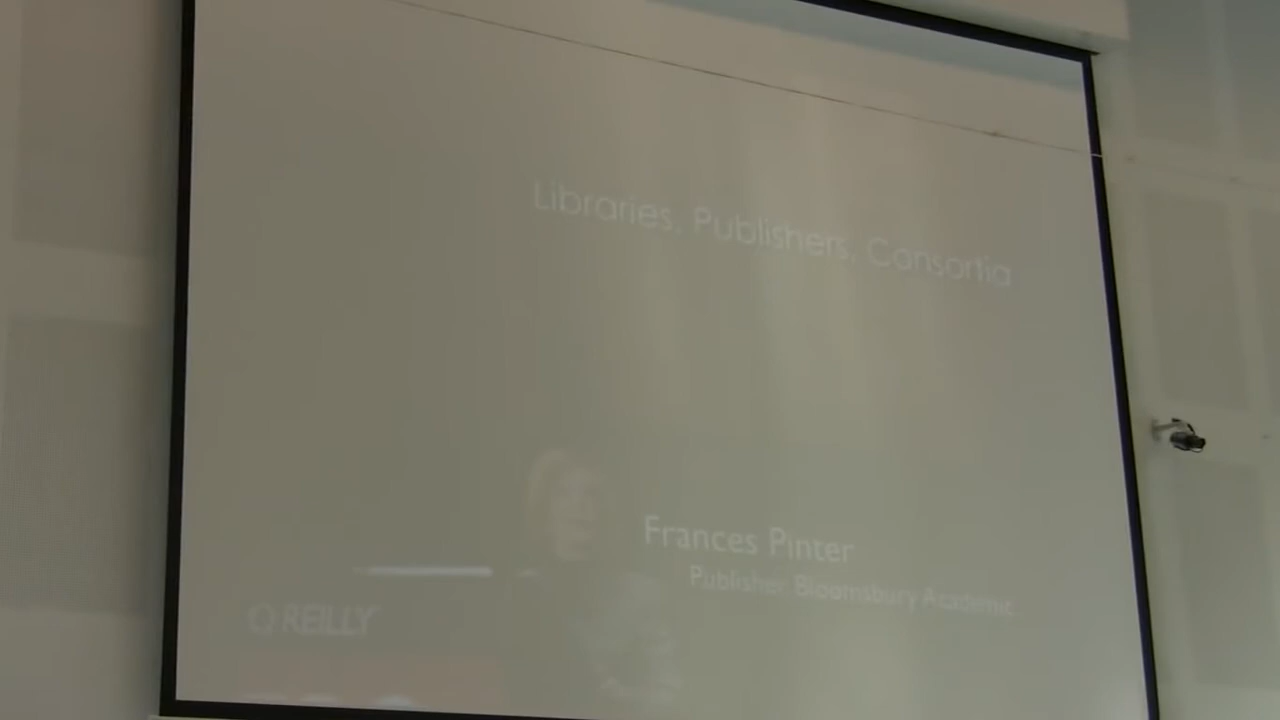 Libraries, Publishers, Consortia
Frances Pinter
Publisher, Bloomsbury Academic
O'REILLY